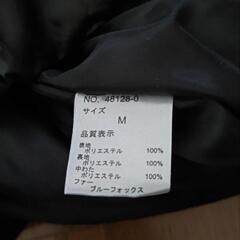 NO. 48128-0
サイズ
M
品質表示
表地
ポリエステル 100%
裏地
ポリエステル 100%
中わた
ポリエステル 100%
ファー
ブルーフォックス